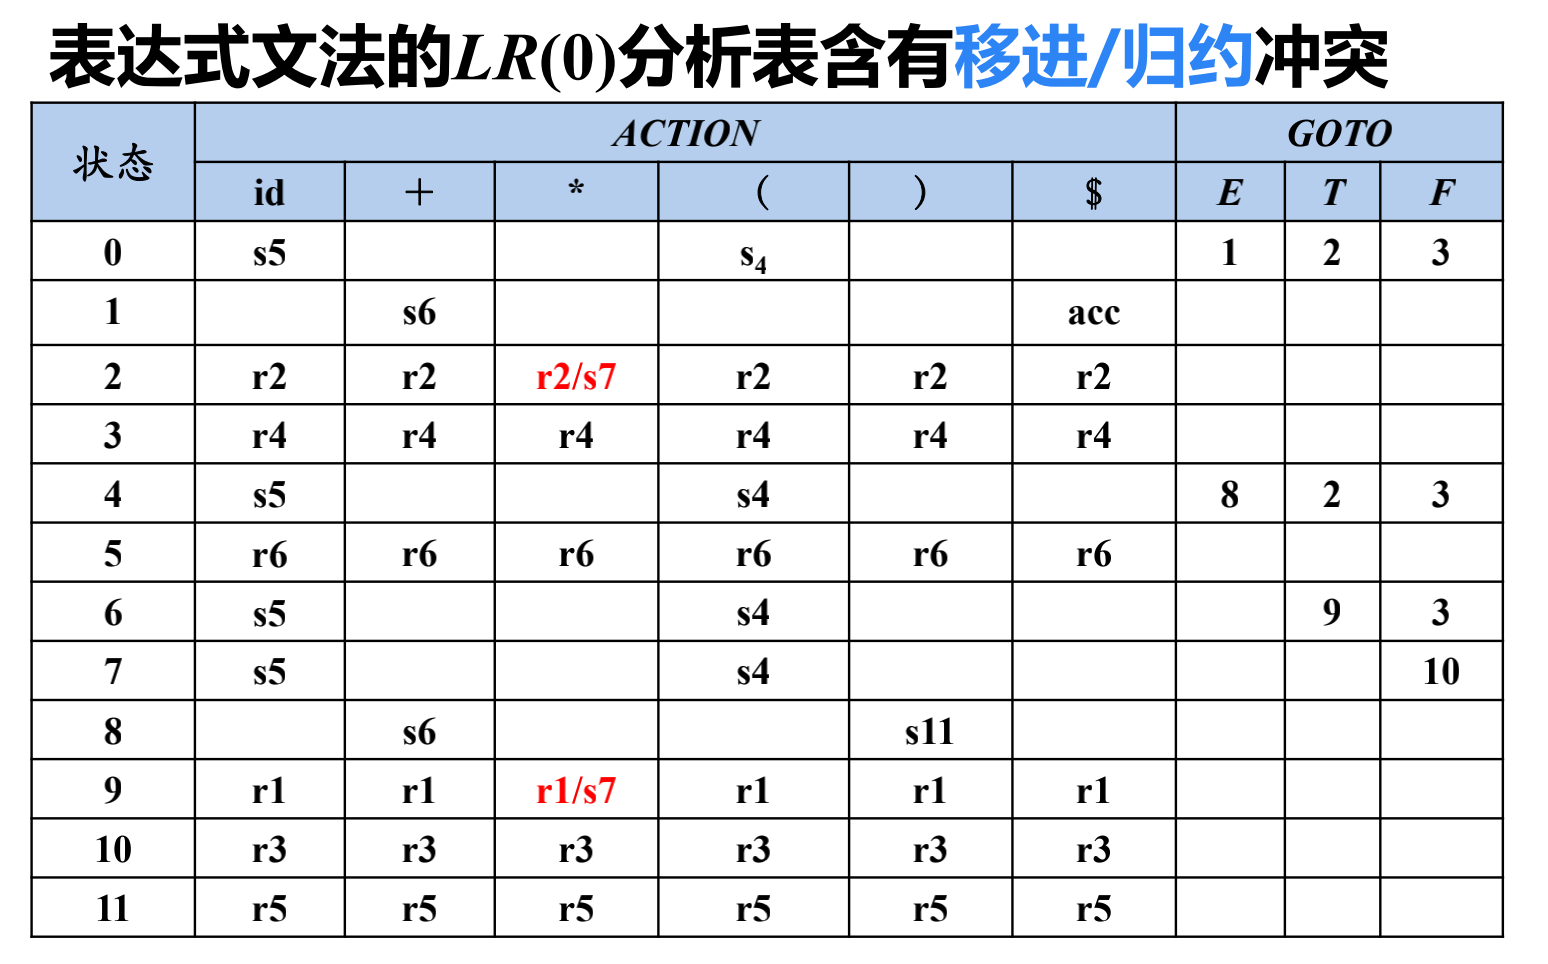 表达式文法的LR(0)分析表含有移进/归约冲突
状态 ACTION GOTO
id + * ( ) $ E T F
0 s5 s4 1 2 3
1 s6 acc
2 r2 r2 r2/s7 r2 r2 r2
3 r4 r4 r4 r4 r4 r4
4 s5 s4 8 2 3
5 r6 r6 r6 r6 r6 r6
6 s5 s4 9 3
7 s5 s4 10
8 s6 s11
9 r1 r1 r1/s7 r1 r1 r1
10 r3 r3 r3 r3 r3 r3
11 r5 r5 r5 r5 r5 r5